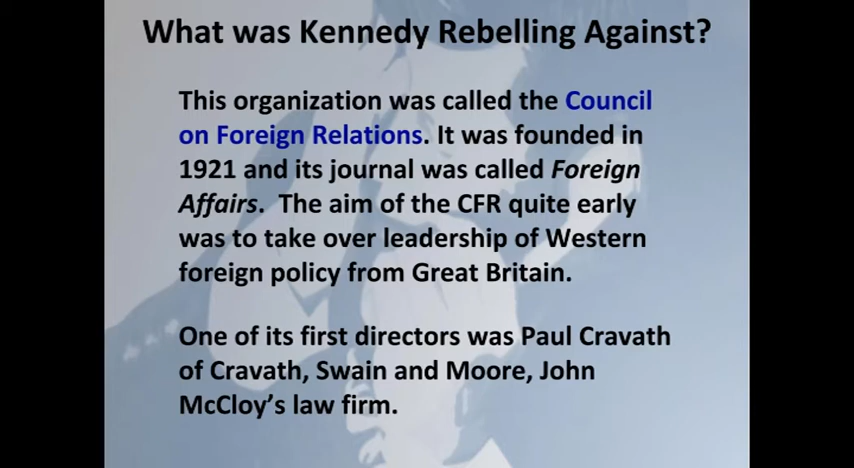 What was Kennedy Rebelling Against?
This organization was called the Council
on Foreign Relations. It was founded in
1921 and its journal was called Foreign
Affairs. The aim of the CFR quite early
was to take over leadership of Western
foreign policy from Great Britain.
One of its first directors was Paul Cravath
of Cravath, Swain and Moore, John
McCloy's law firm.